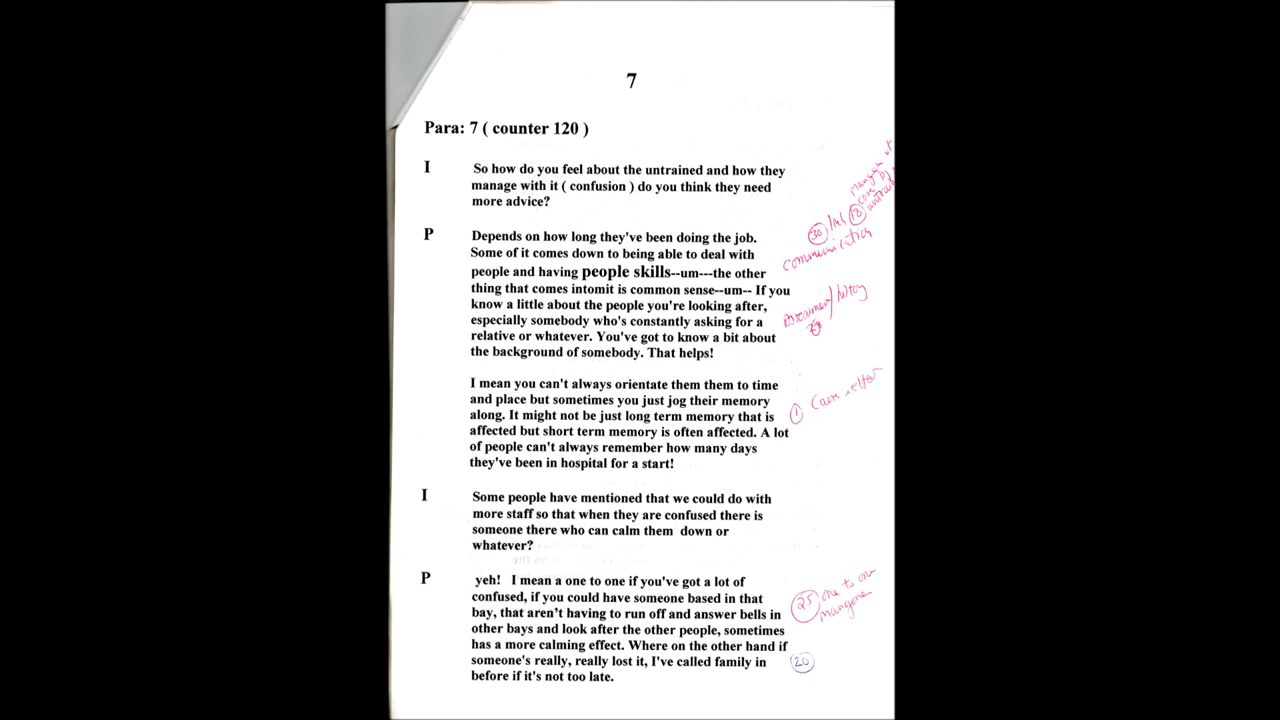 7
Para: 7 ( counter 120 )
I So how do you feel about the untrained and how they
manage with it ( confusion ) do you think they need
more advice?
P Depends on how long they've been doing the job.
Some of it comes down to being able to deal with
people and having people skills--um---the other
thing that comes intomit is common sense--um-- If you
know a little about the people you're looking after,
especially somebody who's constantly asking for a
relative or whatever. You've got to know a bit about
the background of somebody. That helps!
I mean you can't always orientate them them to time
and place but sometimes you just jog their memory
along. It might not be just long term memory that is
affected but short term memory is often affected. A lot
of people can't always remember how many days
they've been in hospital for a start!
I Some people have mentioned that we could do with
more staff so that when they are confused there is
someone there who can calm them down or
whatever?
P yeh! I mean a one to one if you've got a lot of
confused, if you could have someone based in that
bay, that aren't having to run off and answer bells in
other bays and look after the other people, sometimes
has a more calming effect. Where on the other hand if
someone's really, really lost it, I've called family in
before if it's not too late.
30
18
communication
1
25 one to one
20